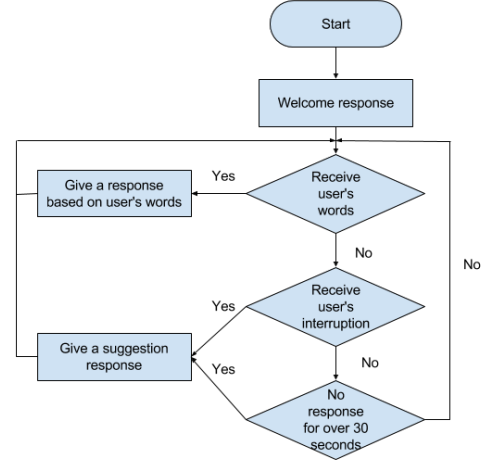 Start
Welcome response
Receive
user's
words
Yes
Give a response
based on user's words
No
Receive
user's
interruption
Yes
Give a suggestion
response
No
Yes
No
response
for over 30
seconds
No